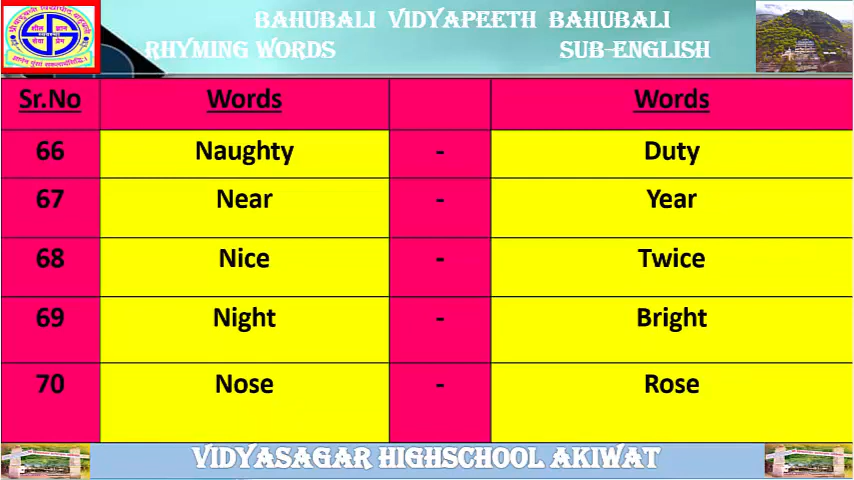 BAHUBALI VIDYAPEETH BAHUBALI
RHYMING WORDS SUB-ENGLISH
शील ज्ञान
सेवा प्रेम
Sr.No Words Words
66 Naughty - Duty
67 Near - Year
68 Nice - Twice
69 Night - Bright
70 Nose - Rose
VIDYASAGAR HIGHSCHOOL AKIWAT